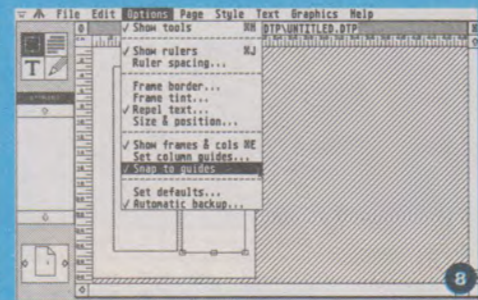 File Edit Options Page Style Text Graphics Help
DTP\UNTITLED.DTP
✓ Show tools ⌘M
✓ Show rulers ⌘J
Ruler spacing...
Frame border...
Frame tint...
✓ Repel text...
Size & position...
✓ Show frames & cols ⌘E
Set column guides...
✓ Snap to guides
Set defaults...
✓ Automatic backup...
T
8